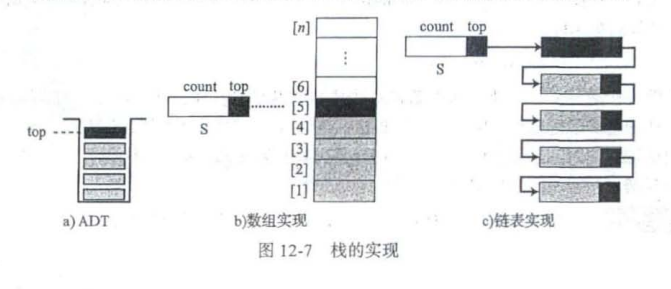 [n]
⋮
count top
S
[6]
[5]
[4]
[3]
[2]
[1]
count top
S
top
a) ADT
b)数组实现
c)链表实现
图 12-7 栈的实现